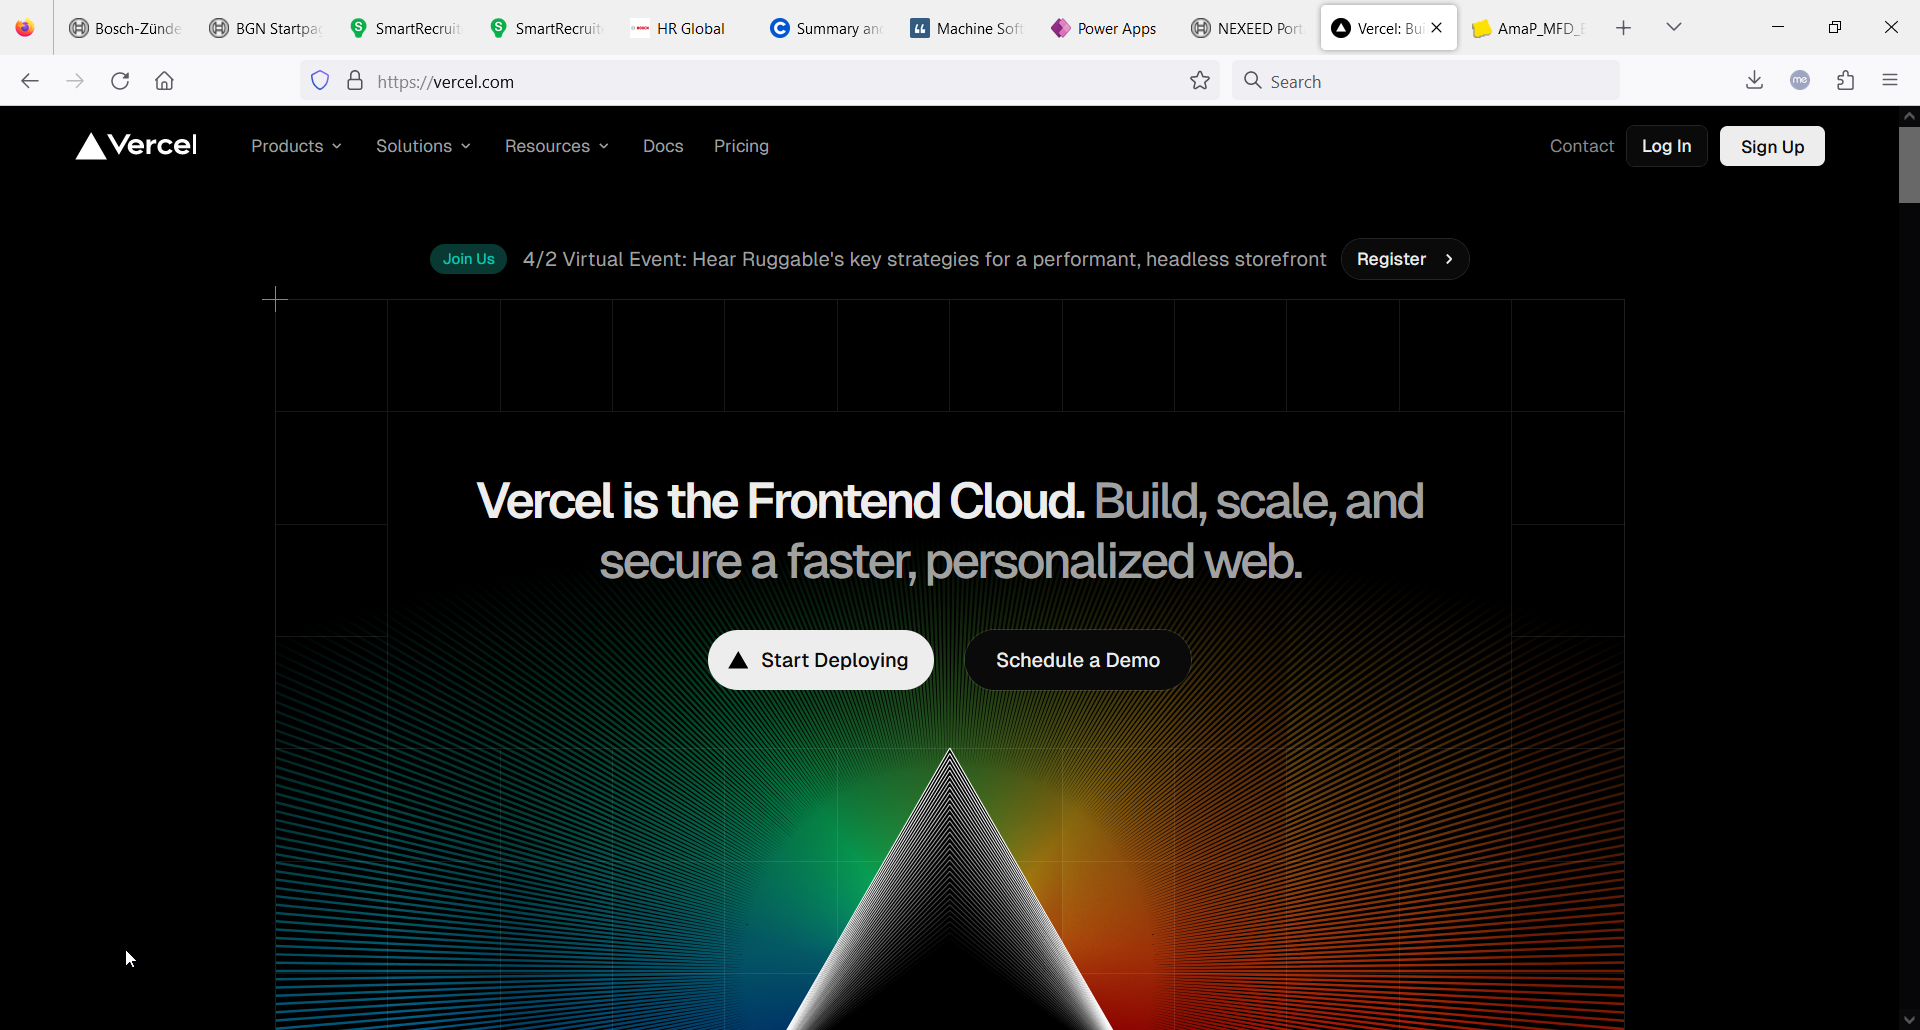 Bosch-Zünde
BGN Startpa
SmartRecruit
SmartRecruit
HR Global
Summary an
Machine Soft
Power Apps
NEXEED Port
Vercel: Bui
AmaP_MFD_E
https://vercel.com
Search
me
Vercel
Products
Solutions
Resources
Docs
Pricing
Contact
Log In
Sign Up
Join Us
4/2 Virtual Event: Hear Ruggable's key strategies for a performant, headless storefront
Register
Vercel is the Frontend Cloud. Build, scale, and
secure a faster, personalized web.
Start Deploying
Schedule a Demo